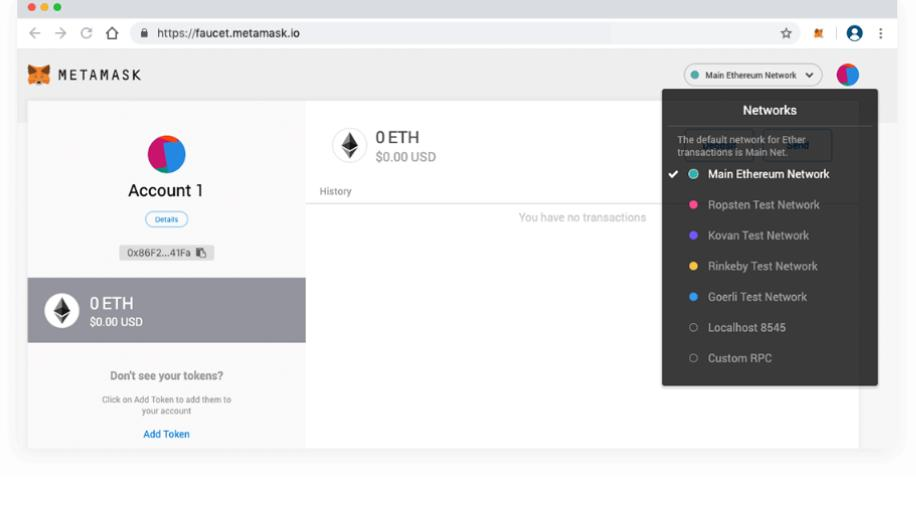 https://faucet.metamask.io
METAMASK
Main Ethereum Network
Account 1
Details
0x86F2...41Fa
0 ETH
$0.00 USD
Don't see your tokens?
Click on Add Token to add them to
your account
Add Token
0 ETH
$0.00 USD
History
You have no transactions
Networks
The default network for Ether
transactions is Main Net.
Send
Main Ethereum Network
Ropsten Test Network
Kovan Test Network
Rinkeby Test Network
Goerli Test Network
Localhost 8545
Custom RPC